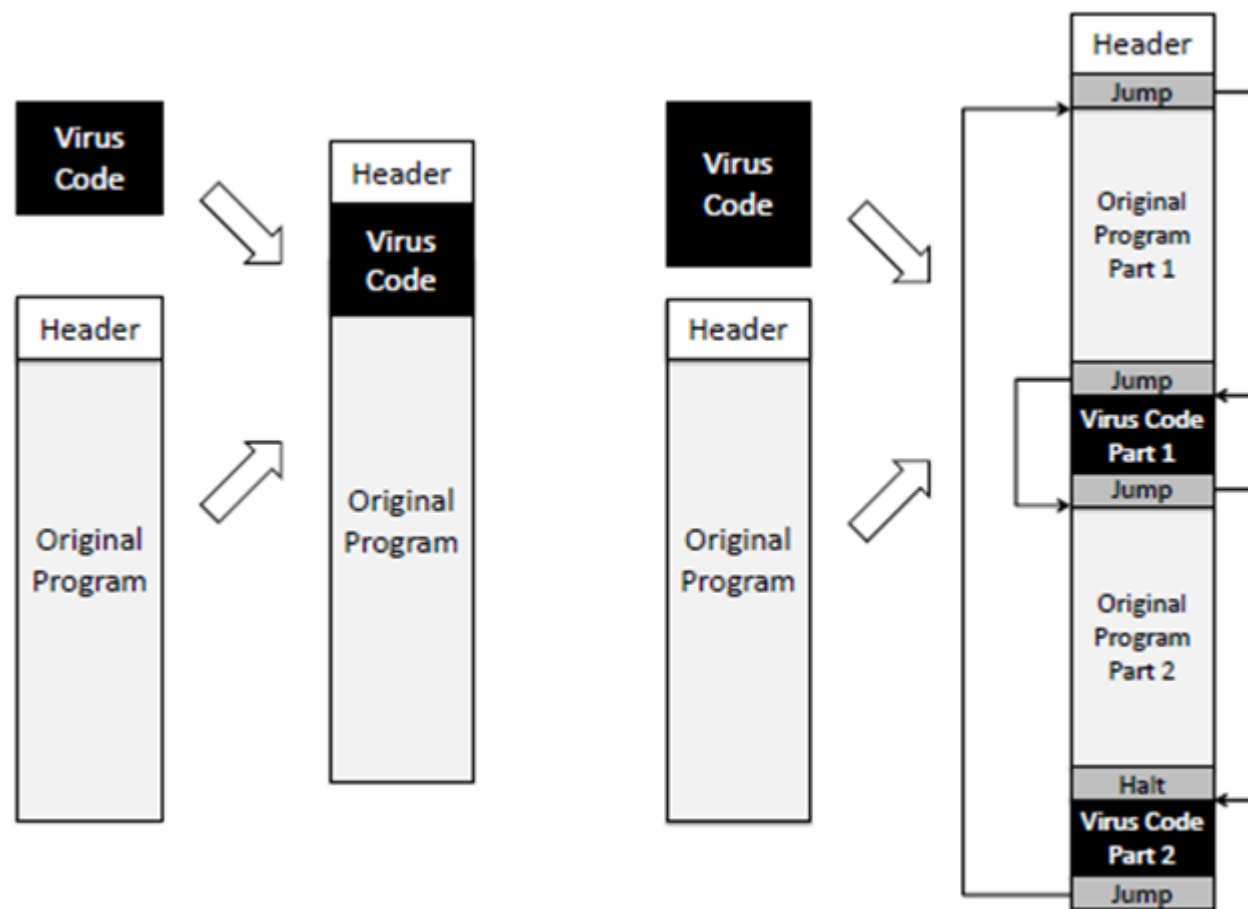 Virus
Code
Header
Original
Program
Header
Virus
Code
Original
Program
Virus
Code
Header
Original
Program
Header
Jump
Original
Program
Part 1
Jump
Virus Code
Part 1
Jump
Original
Program
Part 2
Halt
Virus Code
Part 2
Jump